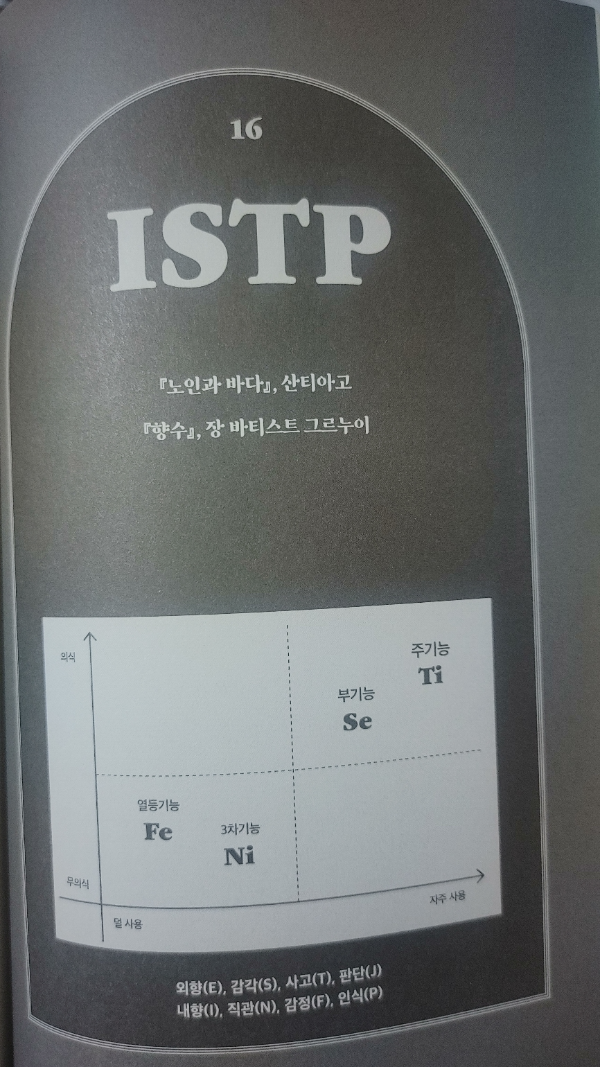 16
ISTP
『노인과 바다』, 산티아고
『향수』, 장 바티스트 그르누이
의식
주기능
Ti
부기능
Se
열등기능
Fe
3차기능
Ni
무의식
덜 사용
자주 사용
외향(E), 감각(S), 사고(T), 판단(J)
내향(I), 직관(N), 감정(F), 인식(P)